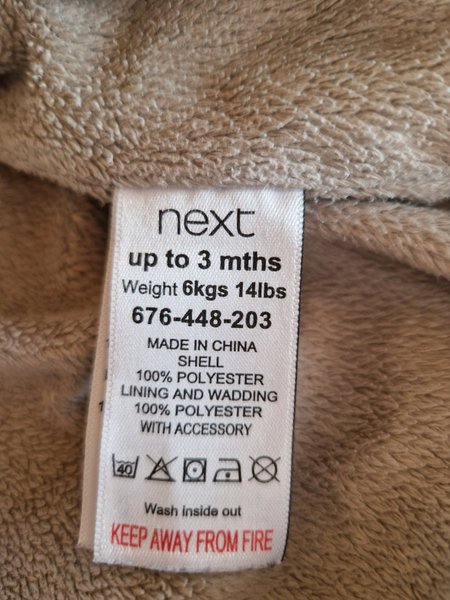 next
up to 3 mths
Weight 6kgs 14lbs
676-448-203
MADE IN CHINA
SHELL
100% POLYESTER
LINING AND WADDING
100% POLYESTER
WITH ACCESSORY
40
Wash inside out
KEEP AWAY FROM FIRE